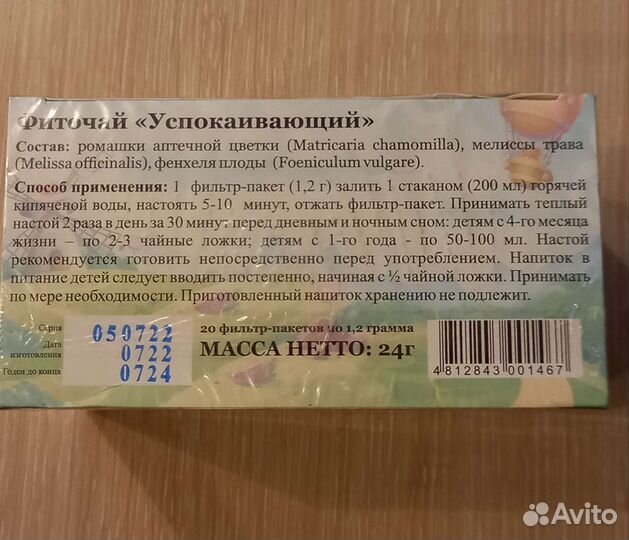 Фиточай «Успокаивающий»
Состав: ромашки аптечной цветки (Matricaria chamomilla), мелиссы трава
(Melissa officinalis), фенхеля плоды (Foeniculum vulgare).
Способ применения: 1 фильтр-пакет (1,2 г) залить 1 стаканом (200 мл) горячей
кипяченой воды, настоять 5-10 минут, отжать фильтр-пакет. Принимать теплый
настой 2 раза в день за 30 минут: перед дневным и ночным сном: детям с 4-го месяца
жизни – по 2-3 чайные ложки; детям с 1-го года - по 50-100 мл. Настой
рекомендуется готовить непосредственно перед употреблением. Напиток в
питание детей следует вводить постепенно, начиная с ½ чайной ложки. Принимать
по мере необходимости. Приготовленный напиток хранению не подлежит.
Серия 050722
Дата изготовления 0722
Годен до конца 0724
20 фильтр-пакетов по 1,2 грамма
МАССА НЕТТО: 24г
4 812843 001467
Avito